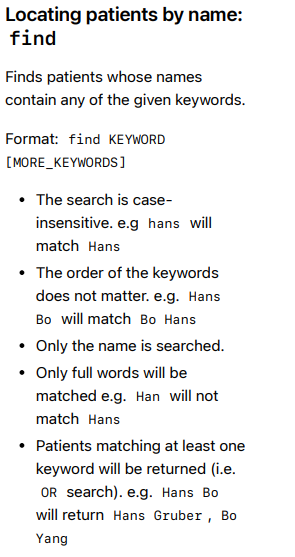 Locating patients by name:
find
Finds patients whose names
contain any of the given keywords.
Format: find KEYWORD
[MORE_KEYWORDS]
• The search is case-
insensitive. e.g hans will
match Hans
• The order of the keywords
does not matter. e.g. Hans
Bo will match Bo Hans
• Only the name is searched.
• Only full words will be
matched e.g. Han will not
match Hans
• Patients matching at least one
keyword will be returned (i.e.
OR search). e.g. Hans Bo
will return Hans Gruber , Bo
Yang